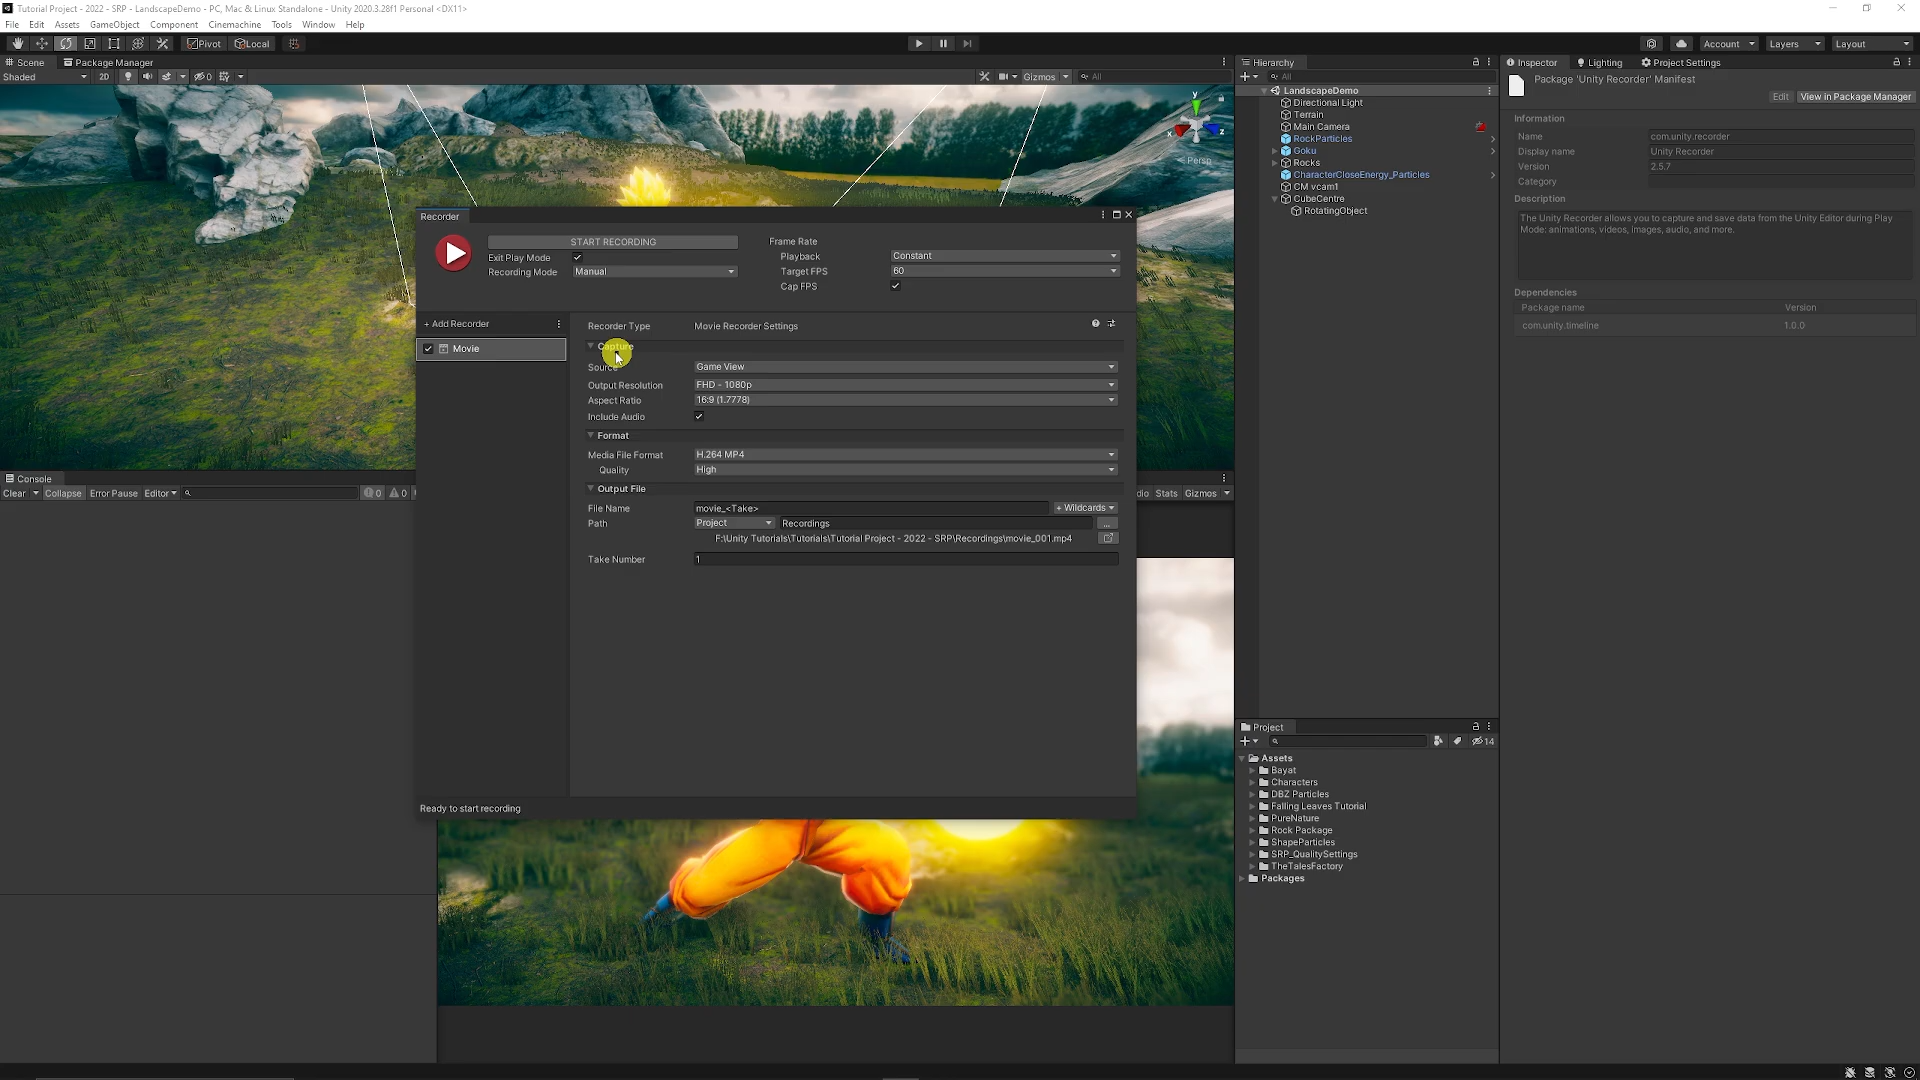 Tutorial Project - 2022 - SRP - LandscapeDemo - PC, Mac & Linux Standalone - Unity 2020.3.28f1 Personal <DX11>
File Edit Assets GameObject Component Cinemachine Tools Window Help
Pivot Local Account Layers Layout
Scene Package Manager
Shaded 2D 0 Gizmos All
y
x z
Persp
Recorder
START RECORDING
Exit Play Mode
Recording Mode Manual
Frame Rate
Playback Constant
Target FPS 60
Cap FPS
+ Add Recorder
Movie
Recorder Type Movie Recorder Settings
Capture
Source Game View
Output Resolution FHD - 1080p
Aspect Ratio 16:9 (1.7778)
Include Audio
Format
Media File Format H.264 MP4
Quality High
Output File
File Name movie_<Take> + Wildcards
Path Project Recordings ...
F:\Unity Tutorials\Tutorials\Tutorial Project - 2022 - SRP\Recordings\movie_001.mp4
Take Number 1
Ready to start recording
Console
Clear Collapse Error Pause Editor 0 0
dio Stats Gizmos
Hierarchy
All
LandscapeDemo
Directional Light
Terrain
Main Camera
RockParticles
Goku
Rocks
CharacterCloseEnergy_Particles
CM vcam1
CubeCentre
RotatingObject
Project
14
Assets
Bayat
Characters
DBZ Particles
Falling Leaves Tutorial
PureNature
Rock Package
ShapeParticles
SRP_QualitySettings
TheTalesFactory
Packages
Inspector Lighting Project Settings
Package 'Unity Recorder' Manifest
Edit View in Package Manager
Information
Name com.unity.recorder
Display name Unity Recorder
Version 2.5.7
Category
Description
The Unity Recorder allows you to capture and save data from the Unity Editor during Play
Mode: animations, videos, images, audio, and more.
Dependencies
Package name Version
com.unity.timeline 1.0.0